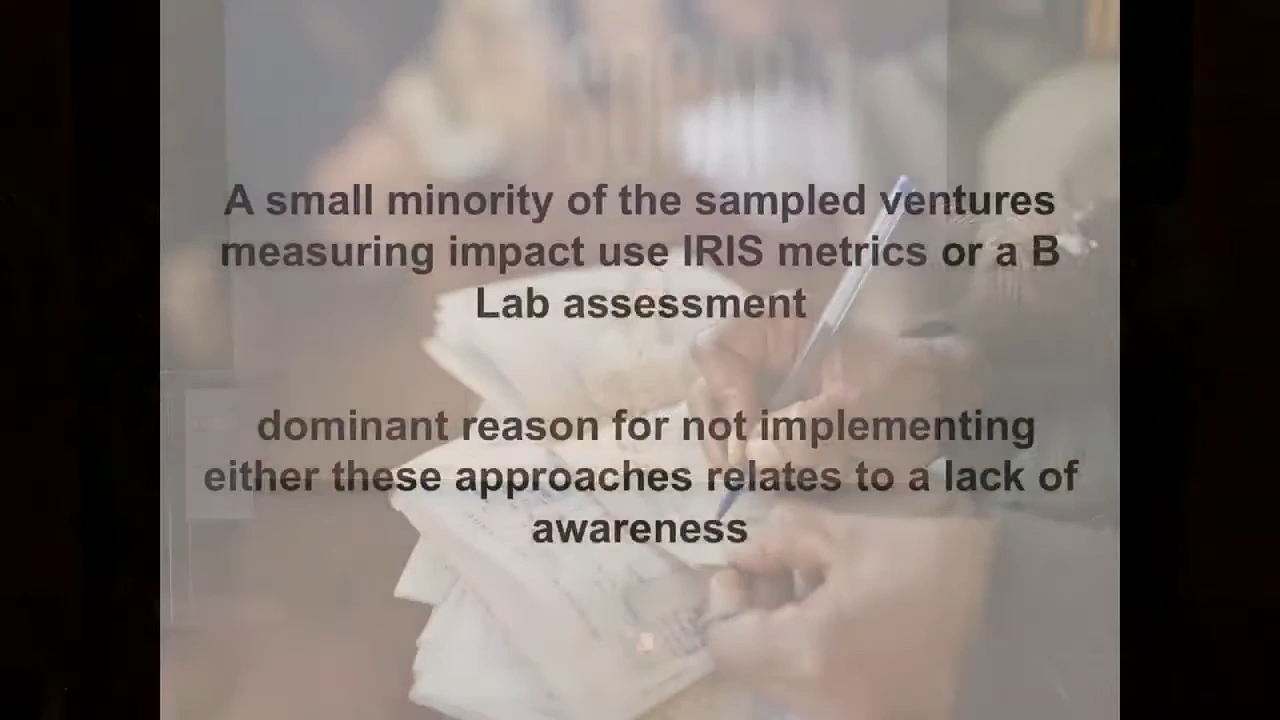 A small minority of the sampled ventures
measuring impact use IRIS metrics or a B
Lab assessment
dominant reason for not implementing
either these approaches relates to a lack of
awareness